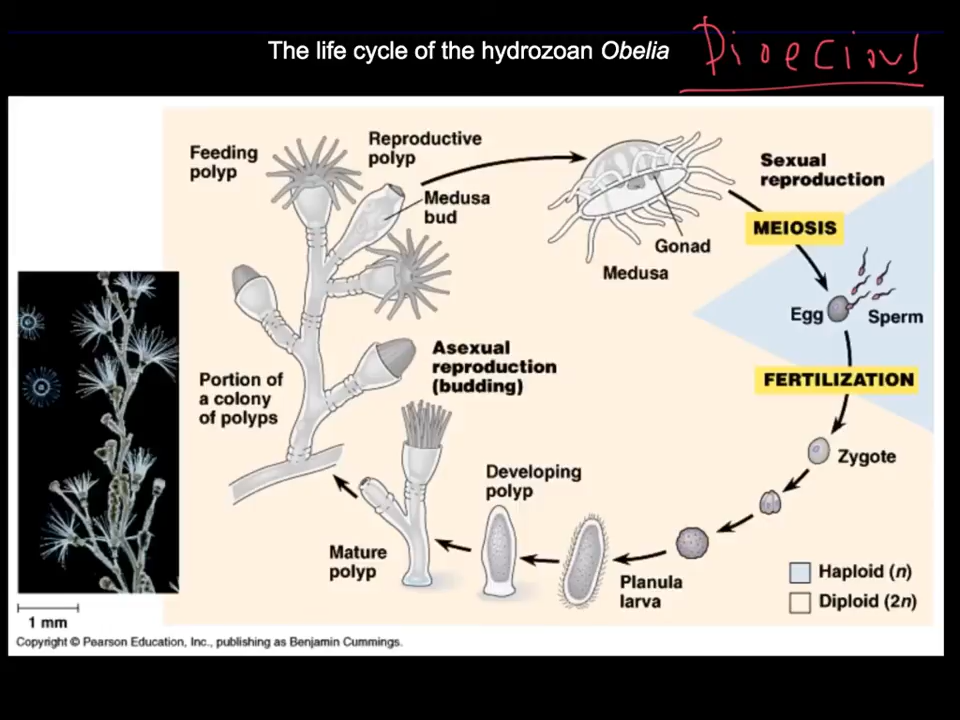 The life cycle of the hydrozoan Obelia
Dioecious
Feeding
polyp
Reproductive
polyp
Medusa
bud
Sexual
reproduction
MEIOSIS
Gonad
Medusa
Egg
Sperm
Portion of
a colony
of polyps
Asexual
reproduction
(budding)
FERTILIZATION
Zygote
Developing
polyp
Mature
polyp
Planula
larva
Haploid (n)
Diploid (2n)
1 mm
Copyright © Pearson Education, Inc., publishing as Benjamin Cummings.